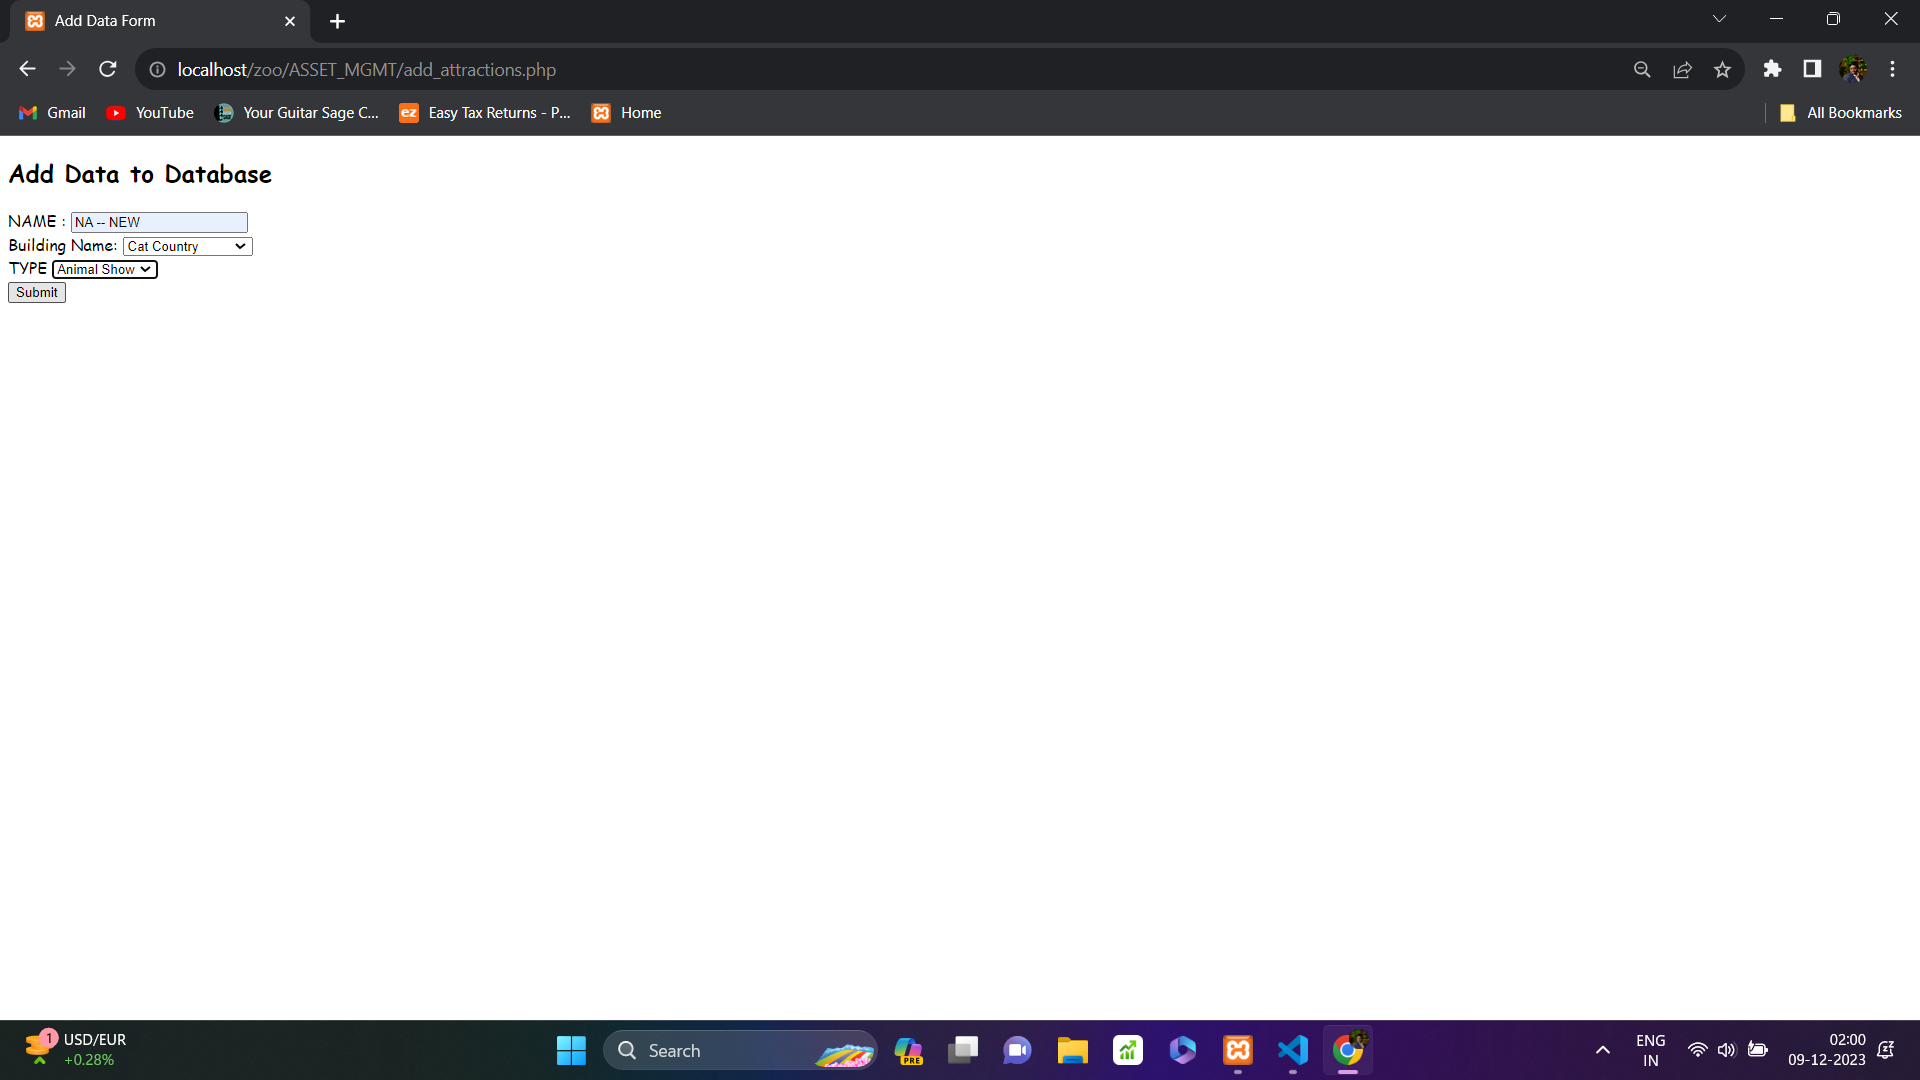 Add Data Form
localhost/zoo/ASSET_MGMT/add_attractions.php
Gmail
YouTube
Your Guitar Sage C...
ez
Easy Tax Returns - P...
Home
All Bookmarks
Add Data to Database
NAME : NA -- NEW
Building Name: Cat Country
TYPE Animal Show
Submit
1
USD/EUR
+0.28%
Search
PRE
ENG
IN
02:00
09-12-2023